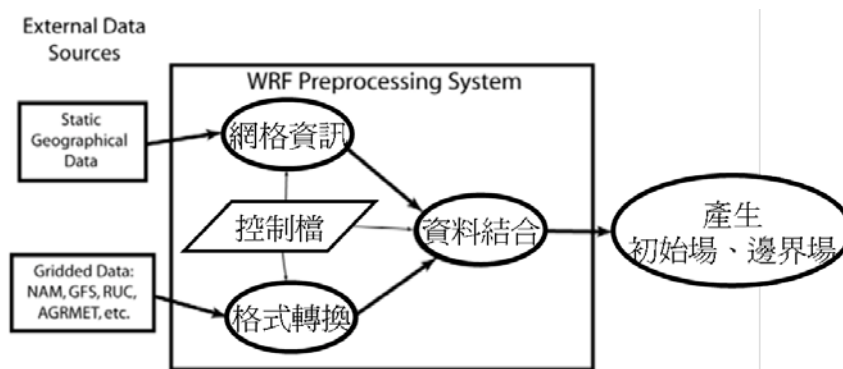 External Data
Sources
WRF Preprocessing System
Static
Geographical
Data
網格資訊
控制檔
資料結合
產生
初始場、邊界場
Gridded Data:
NAM, GFS, RUC,
AGRMET, etc.
格式轉換